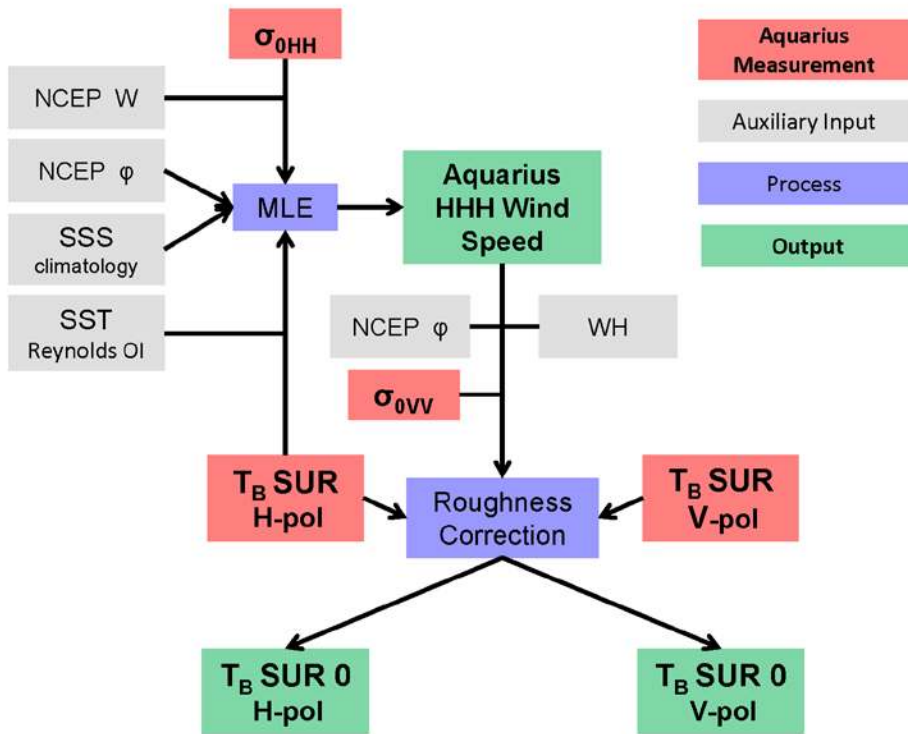 σ0HH
Aquarius
Measurement
NCEP W
Auxiliary Input
NCEP φ
MLE
Aquarius
HHH Wind
Speed
Process
SSS
climatology
Output
SST
Reynolds OI
NCEP φ
WH
σ0VV
TB SUR
H-pol
Roughness
Correction
TB SUR
V-pol
TB SUR 0
H-pol
TB SUR 0
V-pol